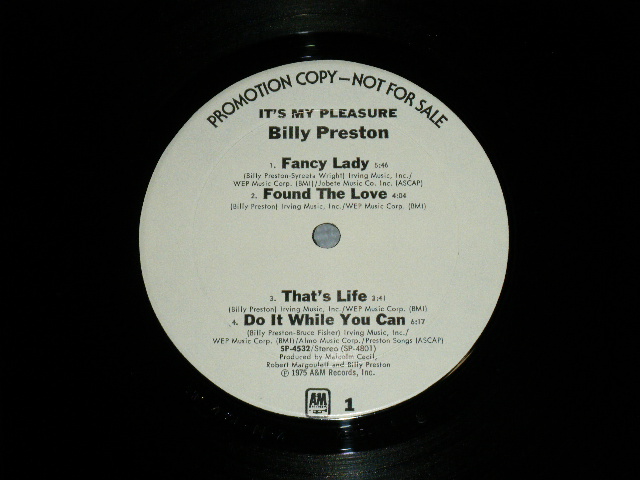 PROMOTION COPY—NOT FOR SALE
IT'S MY PLEASURE
Billy Preston
1. Fancy Lady 5:46
(Billy Preston-Syreeta Wright) Irving Music, Inc./
WEP Music Corp. (BMI)/Jobete Music Co. Inc. (ASCAP)
2. Found The Love 4:04
(Billy Preston) Irving Music, Inc./WEP Music Corp. (BMI)
3. That's Life 3:41
(Billy Preston) Irving Music, Inc./WEP Music Corp. (BMI)
4. Do It While You Can 6:17
(Billy Preston-Bruce Fisher) Irving Music, Inc./
WEP Music Corp. (BMI)/Almo Music Corp./Preston Songs (ASCAP)
SP-4532/Stereo (SP-4801)
Produced by Malcolm Cecil,
Robert Margouleff and Billy Preston
℗ 1975 A&M Records, Inc.
A&M
1